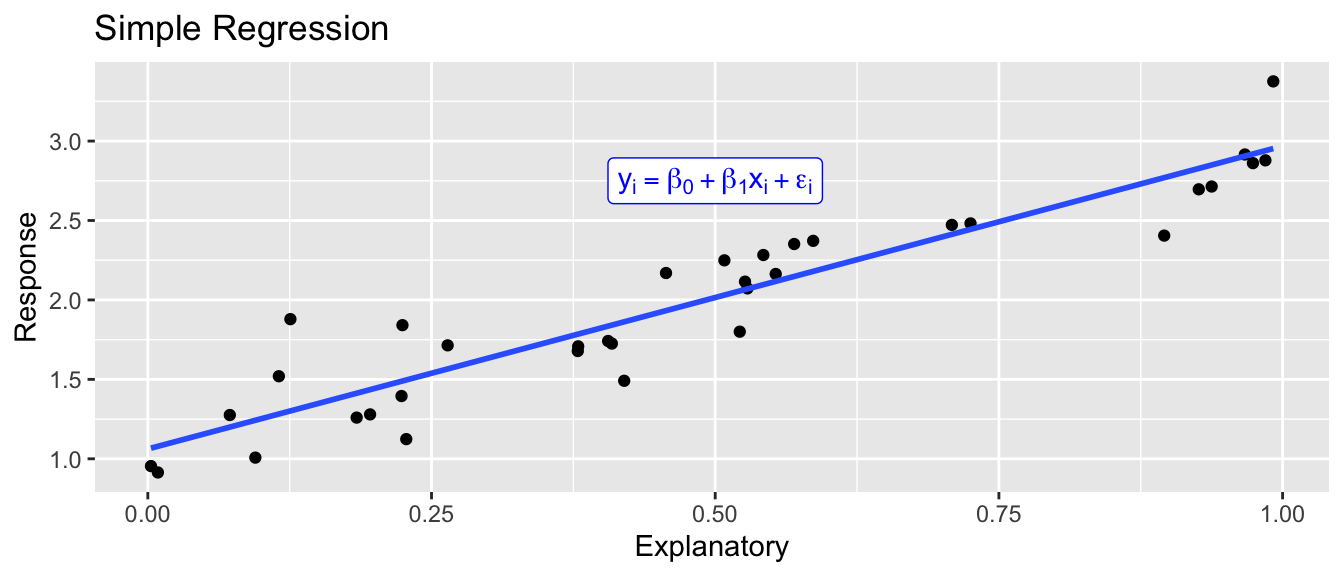 Simple Regression
3.0
yᵢ = β₀ + β₁xᵢ + εᵢ
2.5
Response
2.0
1.5
1.0
0.00 0.25 0.50 0.75 1.00
Explanatory